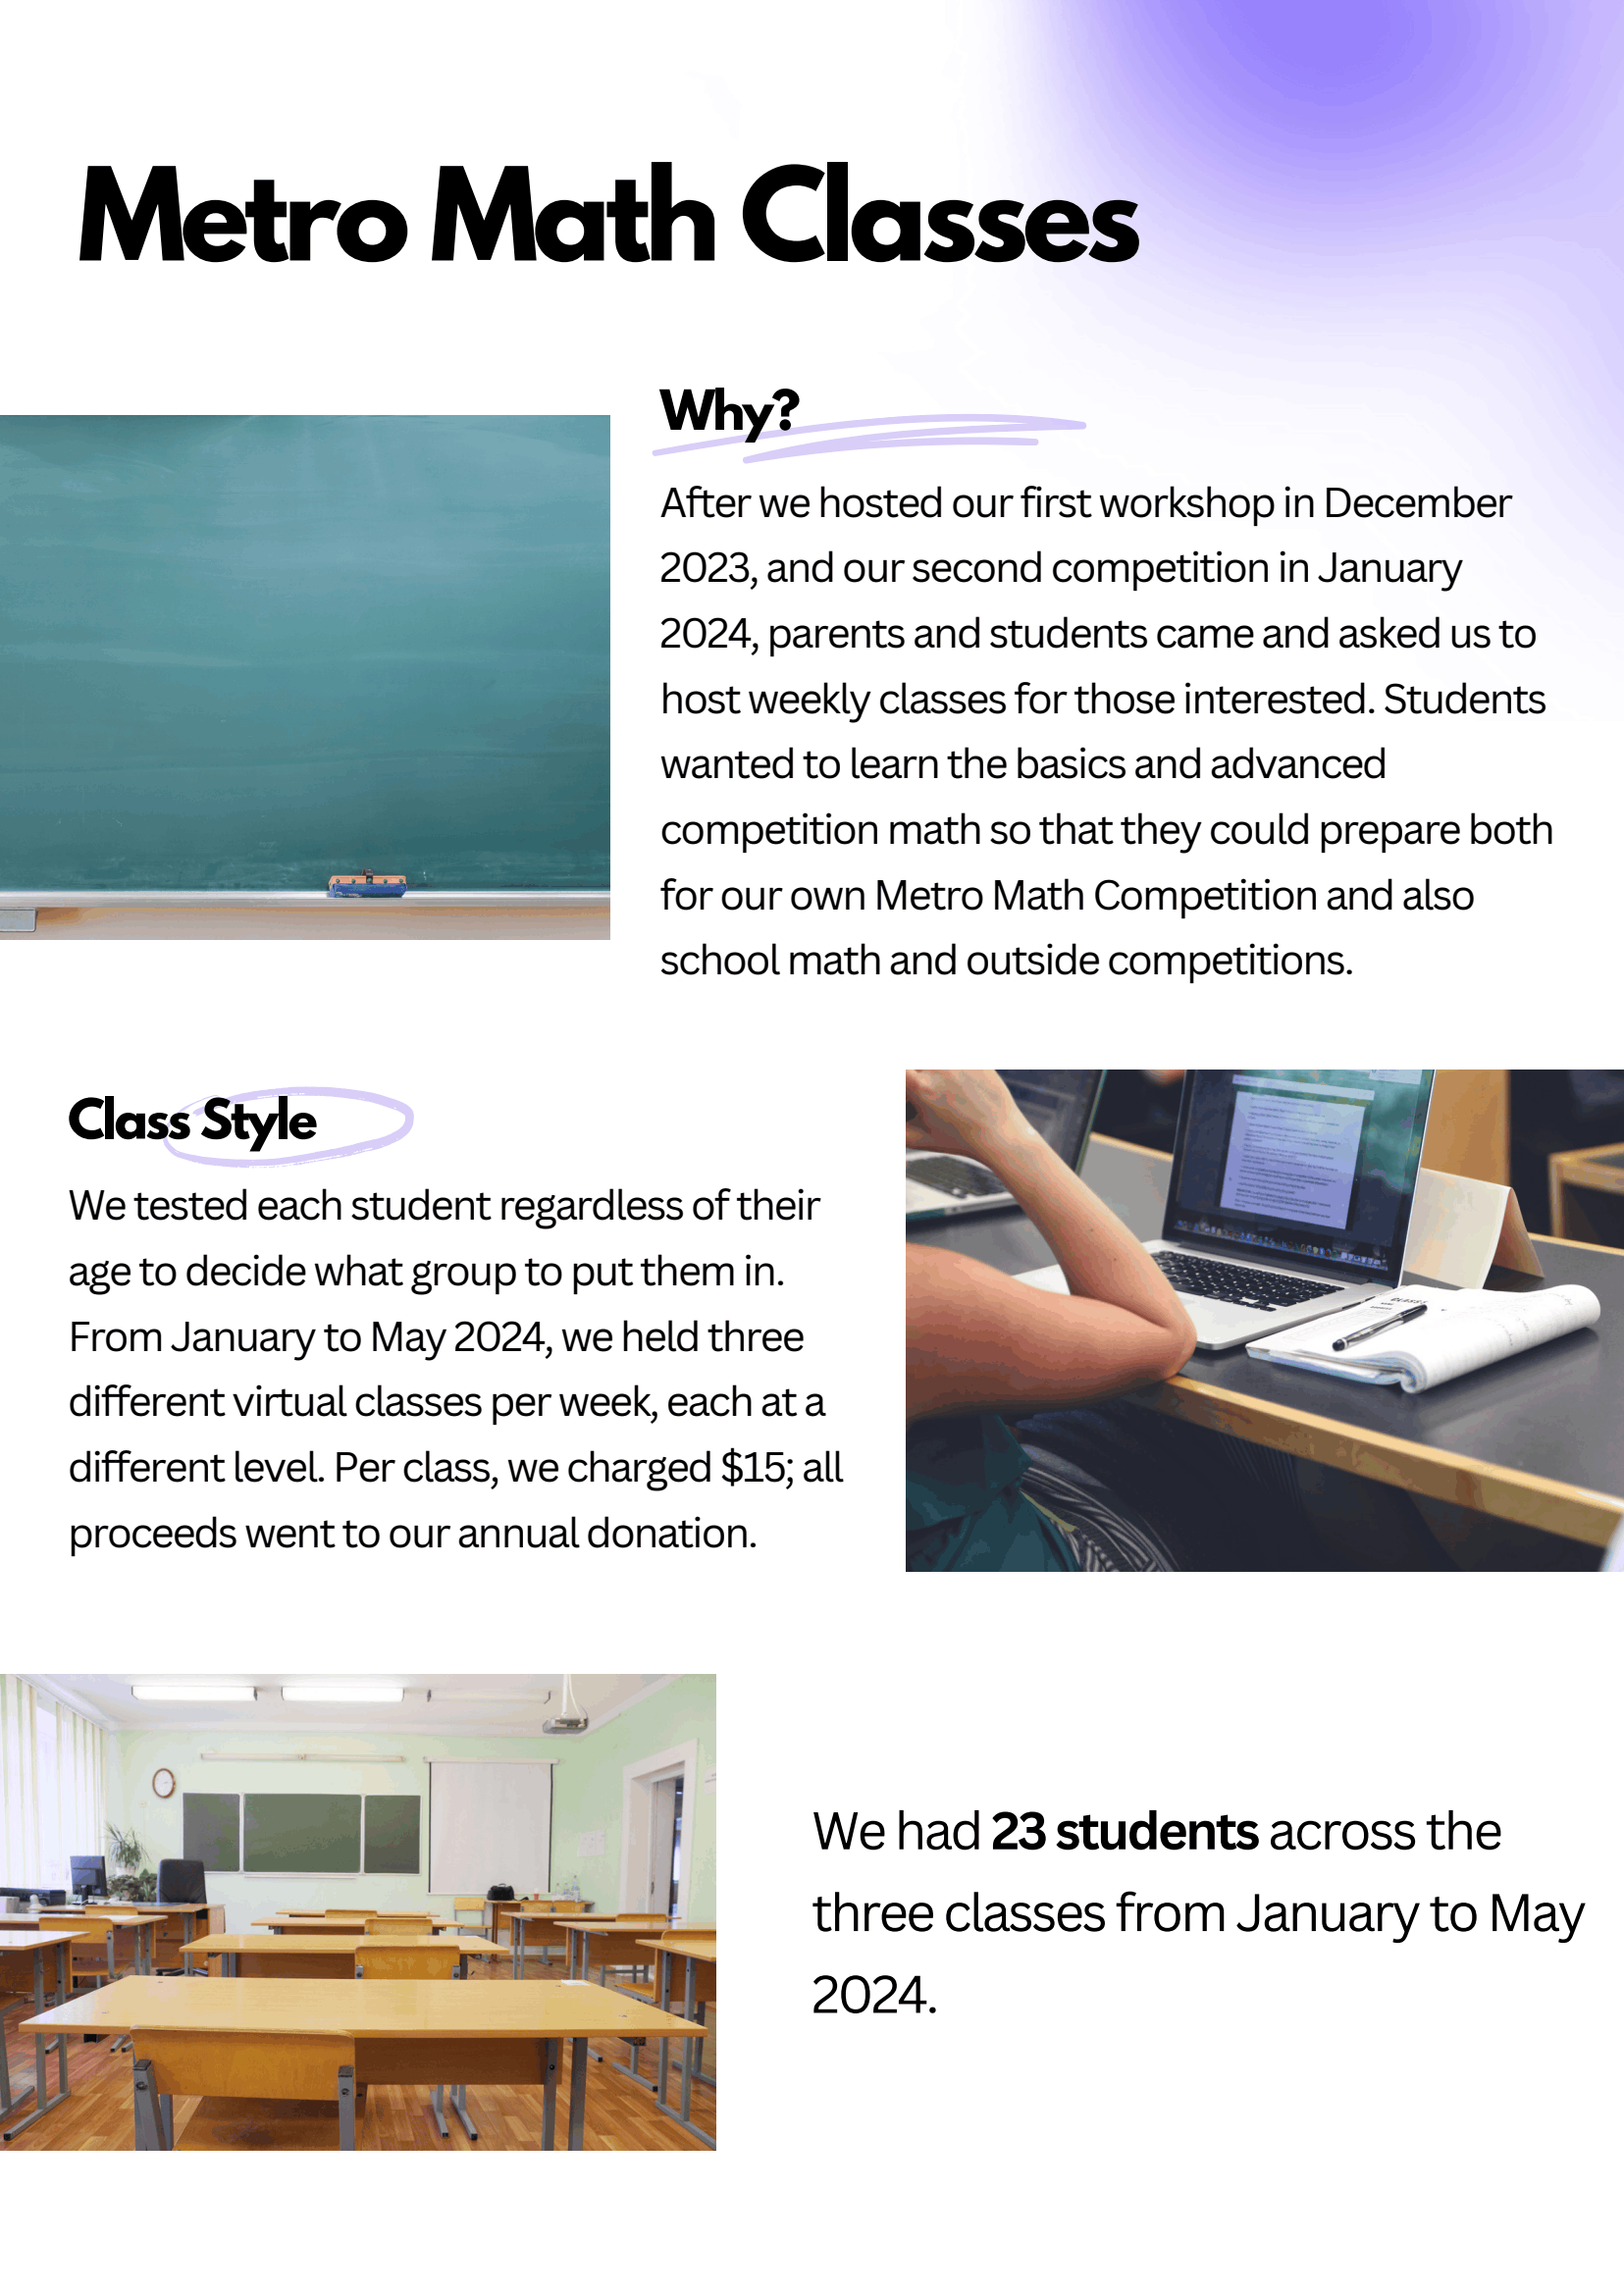 Metro Math Classes
Why?
After we hosted our first workshop in December
2023, and our second competition in January
2024, parents and students came and asked us to
host weekly classes for those interested. Students
wanted to learn the basics and advanced
competition math so that they could prepare both
for our own Metro Math Competition and also
school math and outside competitions.
Class Style
We tested each student regardless of their
age to decide what group to put them in.
From January to May 2024, we held three
different virtual classes per week, each at a
different level. Per class, we charged $15; all
proceeds went to our annual donation.
We had 23 students across the
three classes from January to May
2024.